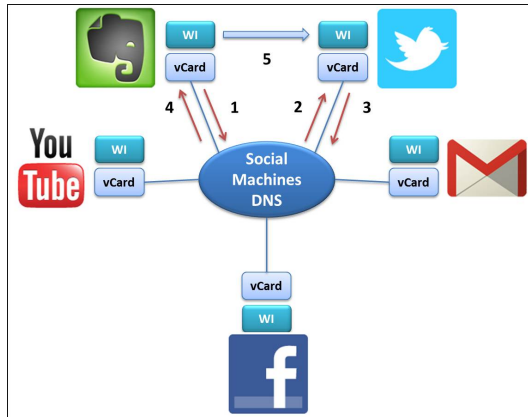 WI
5
WI
vCard
vCard
4
1
2
3
You
Tube
WI
vCard
Social
Machines
DNS
WI
vCard
vCard
WI
f